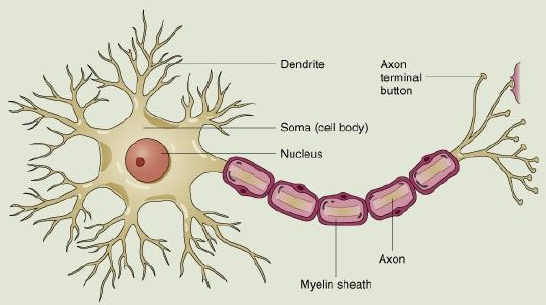 Dendrite
Axon
terminal
button
Soma (cell body)
Nucleus
Axon
Myelin sheath